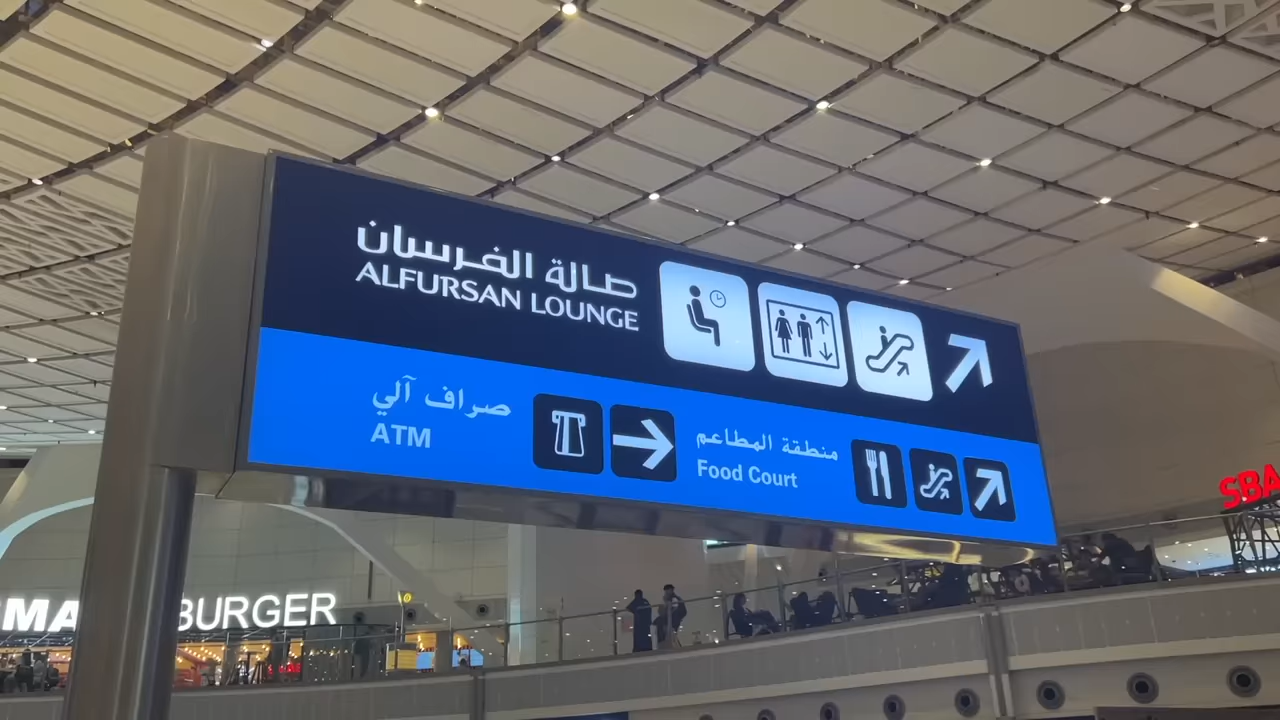 صالة الفرسان
ALFURSAN LOUNGE
صراف آلي
ATM
منطقة المطاعم
Food Court
BURGER